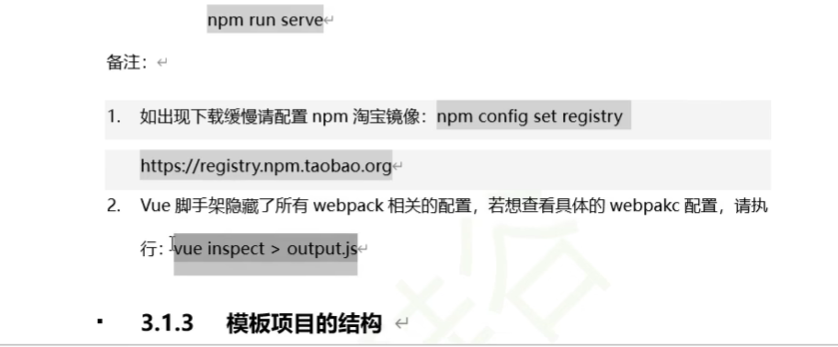 npm run serve
备注：
1. 如出现下载缓慢请配置 npm 淘宝镜像：npm config set registry
https://registry.npm.taobao.org
2. Vue 脚手架隐藏了所有 webpack 相关的配置，若想查看具体的 webpakc 配置，请执
行：vue inspect > output.js
▪ 3.1.3 模板项目的结构